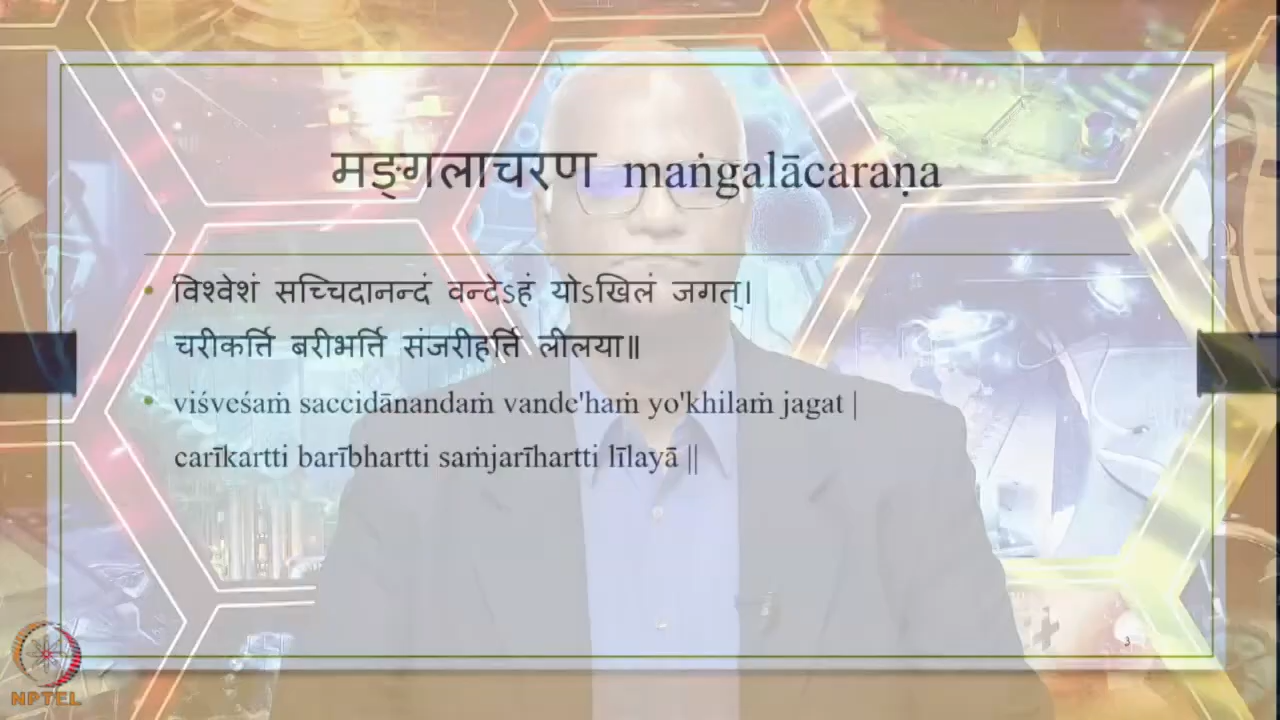 मङ्गलाचरण maṅgalācaraṇa
विश्वेशं सच्चिदानन्दं वन्देऽहं योऽखिलं जगत्।
चरीकर्त्ति बरीभर्त्ति संजरीहर्त्ति लीलया॥
viśveśaṁ saccidānandaṁ vande'haṁ yo'khilaṁ jagat |
carīkartti barībhartti saṁjarīhartti līlayā ||
3
NPTEL